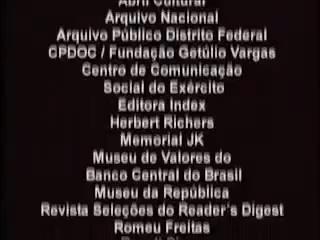 Abril Cultural
Arquivo Nacional
Arquivo Público Distrito Federal
CPDOC / Fundação Getúlio Vargas
Centro de Comunicação
Social do Exército
Editora Index
Herbert Richers
Memorial JK
Museu de Valores do
Banco Central do Brasil
Museu da República
Revista Seleções do Reader's Digest
Romeu Freitas